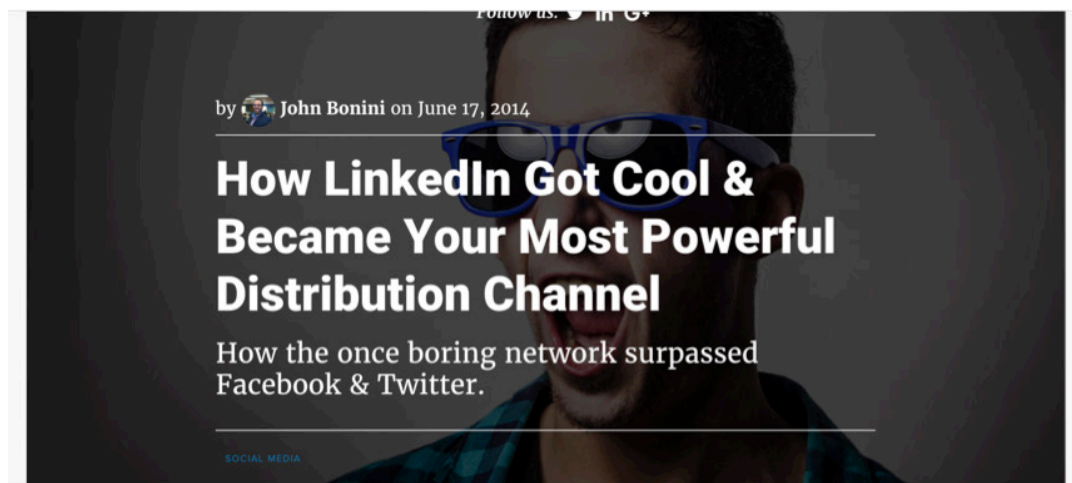 Follow us:
by John Bonini on June 17, 2014
How LinkedIn Got Cool &
Became Your Most Powerful
Distribution Channel
How the once boring network surpassed
Facebook & Twitter.
SOCIAL MEDIA